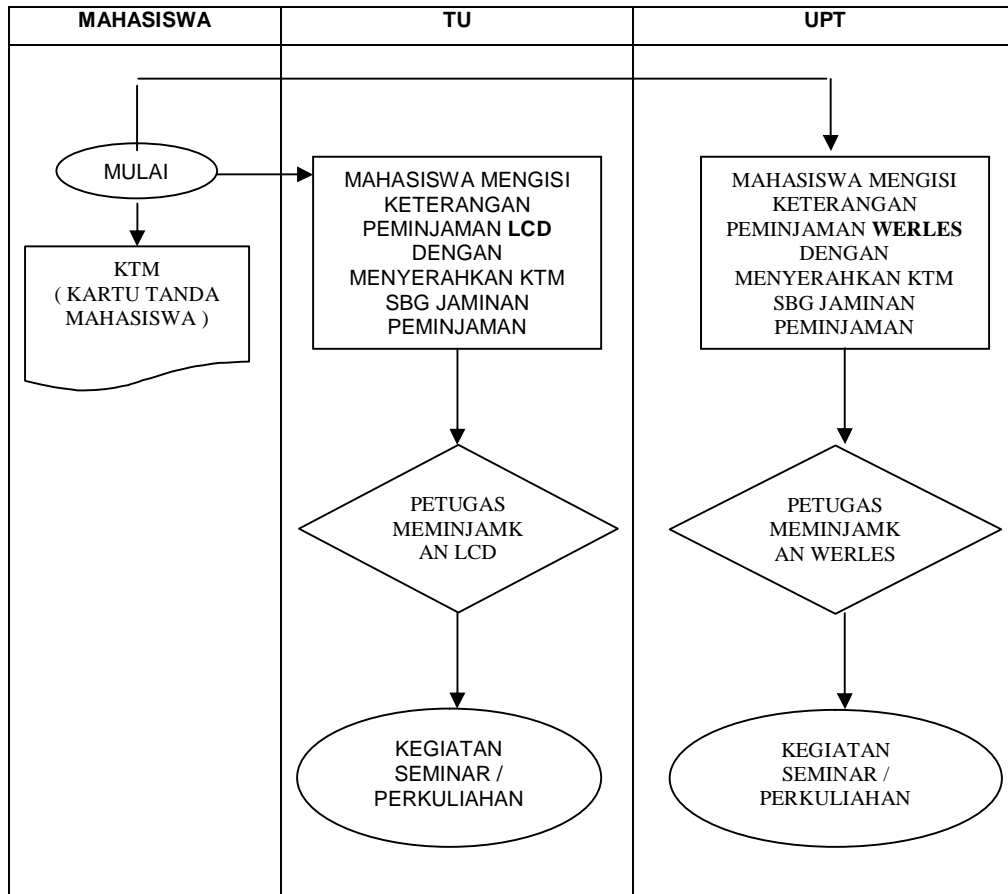 MAHASISWA
TU
UPT
MULAI
KTM
( KARTU TANDA
MAHASISWA )
MAHASISWA MENGISI
KETERANGAN
PEMINJAMAN LCD
DENGAN
MENYERAHKAN KTM
SBG JAMINAN
PEMINJAMAN
PETUGAS
MEMINJAMK
AN LCD
KEGIATAN
SEMINAR /
PERKULIAHAN
MAHASISWA MENGISI
KETERANGAN
PEMINJAMAN WERLES
DENGAN
MENYERAHKAN KTM
SBG JAMINAN
PEMINJAMAN
PETUGAS
MEMINJAMK
AN WERLES
KEGIATAN
SEMINAR /
PERKULIAHAN